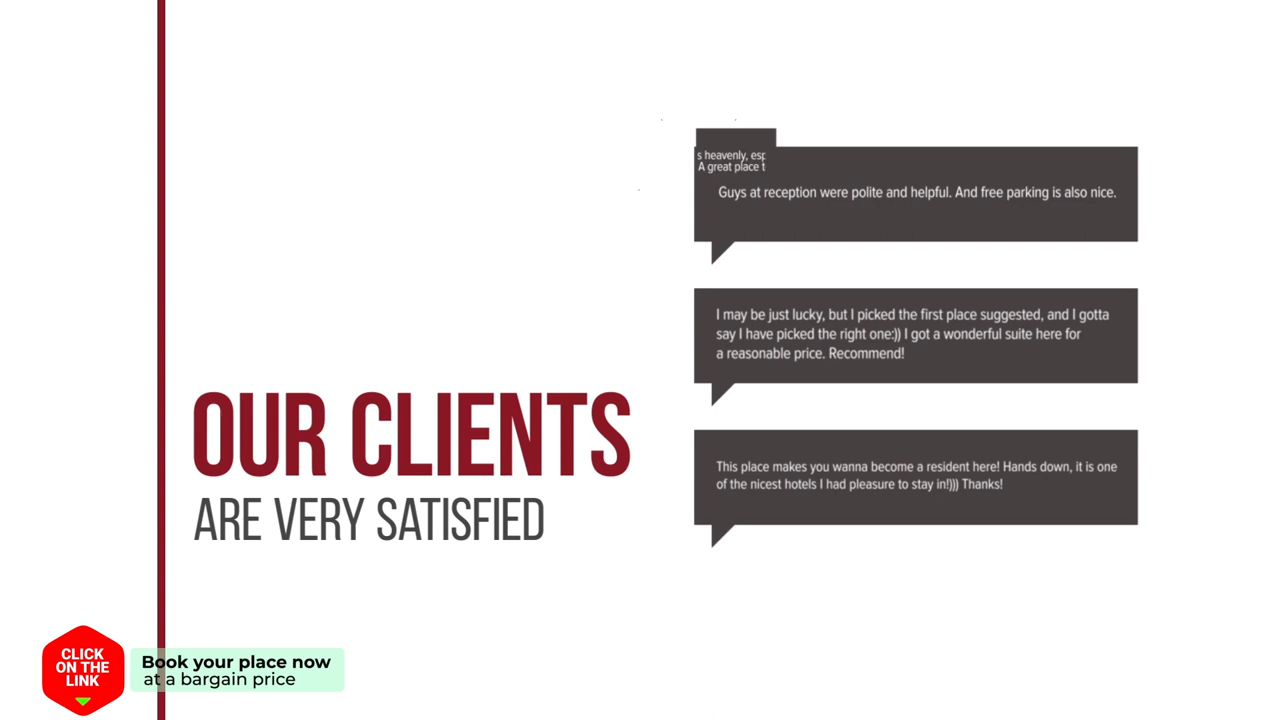 s heavenly, esp
A great place t
Guys at reception were polite and helpful. And free parking is also nice.
I may be just lucky, but I picked the first place suggested, and I gotta
say I have picked the right one:)) I got a wonderful suite here for
a reasonable price. Recommend!
OUR CLIENTS
ARE VERY SATISFIED
This place makes you wanna become a resident here! Hands down, it is one
of the nicest hotels I had pleasure to stay in!))) Thanks!
CLICK
ON THE
LINK
Book your place now
at a bargain price